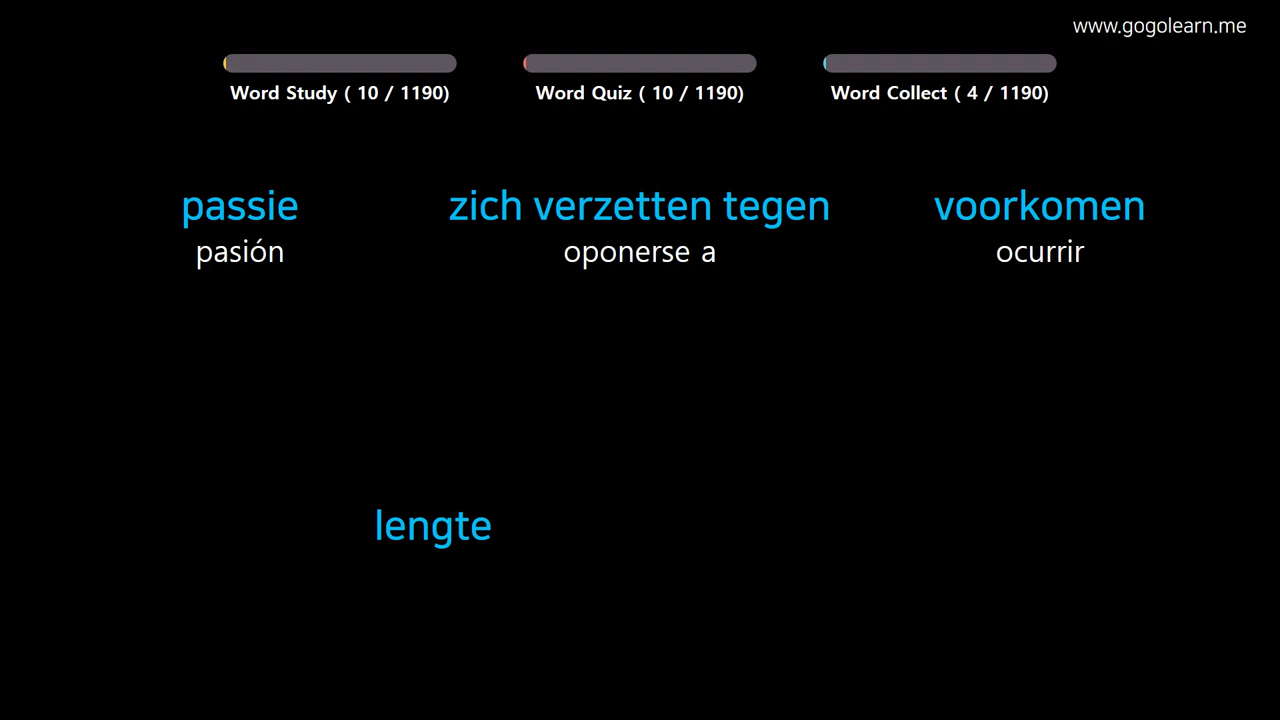 www.gogolearn.me
Word Study ( 10 / 1190)
Word Quiz ( 10 / 1190)
Word Collect ( 4 / 1190)
passie
zich verzetten tegen
voorkomen
pasión
oponerse a
ocurrir
lengte